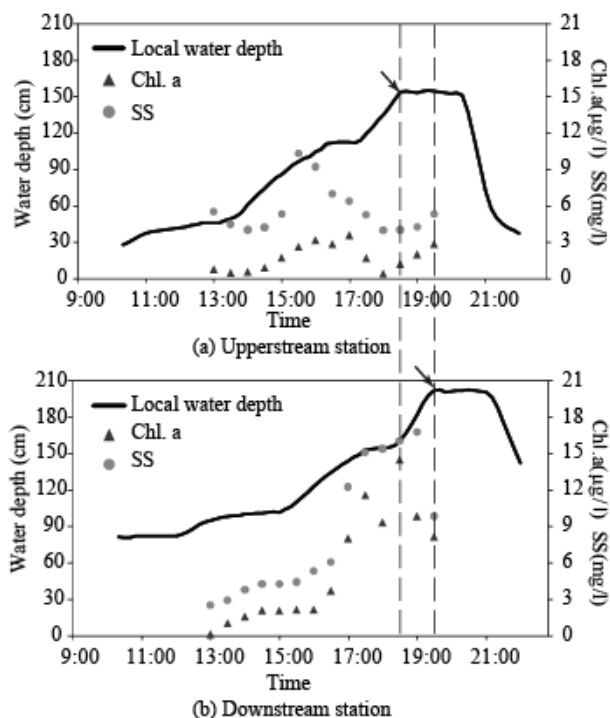 210
180
150
120
90
60
30
0
Water depth (cm)
Local water depth
Chl. a
SS
21
18
15
12
9
6
3
0
Chl.a(μg/l) SS(mg/l)
9:00 11:00 13:00 15:00 17:00 19:00 21:00
Time
(a) Upperstream station
210
180
150
120
90
60
30
0
Water depth (cm)
Local water depth
Chl. a
SS
21
18
15
12
9
6
3
0
Chl.a(μg/l) SS(mg/l)
9:00 11:00 13:00 15:00 17:00 19:00 21:00
Time
(b) Downstream station